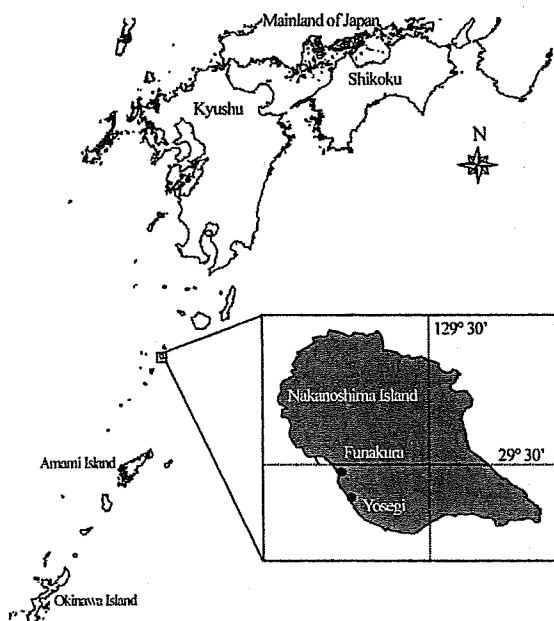 Mainland of Japan
Shikoku
Kyushu
N
129° 30'
Nakanoshima Island
Funakura
29° 30'
Yosegi
Amami Island
Okinawa Island